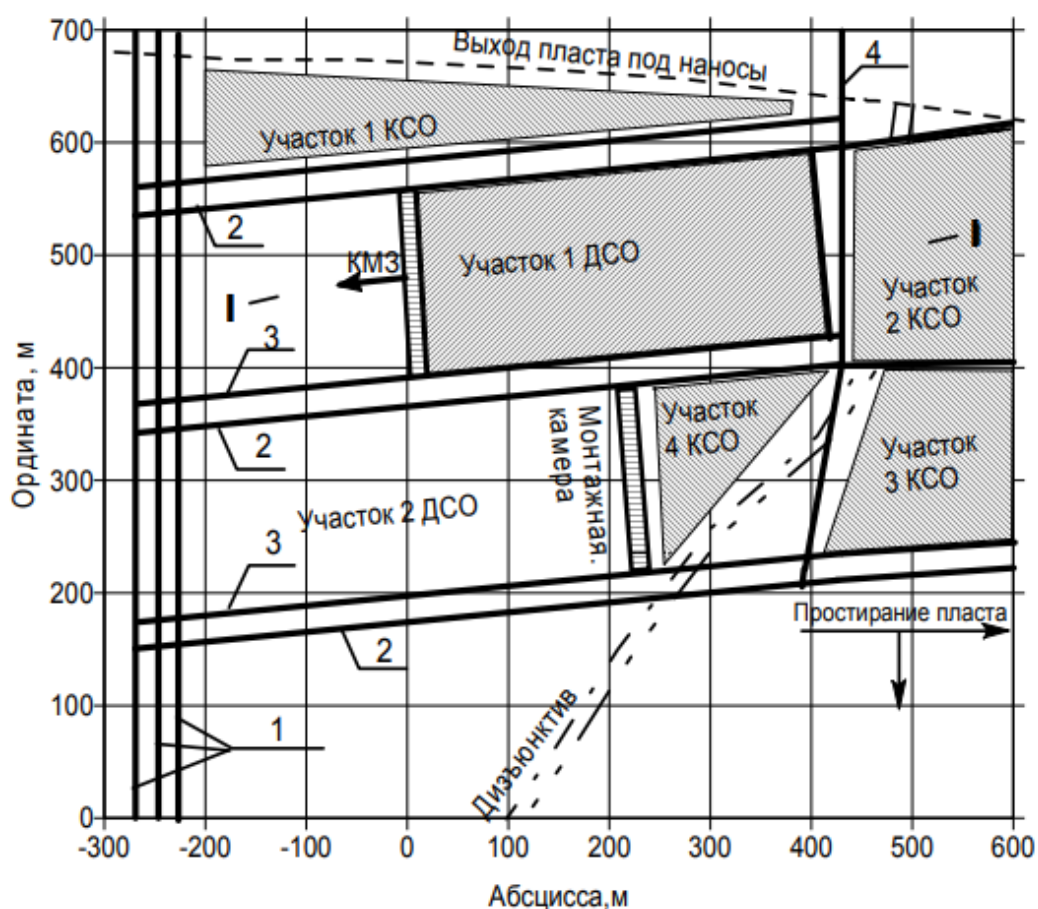 700
600
500
400
300
200
100
0
-300
-200
-100
0
100
200
300
400
500
600
Ордината, м
Абсцисса,м
Выход пласта под наносы
4
Участок 1 КСО
2
КМЗ
Участок 1 ДСО
I
I
Участок
2 КСО
3
2
Монтажная.
камера
Участок
4 КСО
Участок
3 КСО
Участок 2 ДСО
3
Простирание пласта
2
1
Дизъюнктив